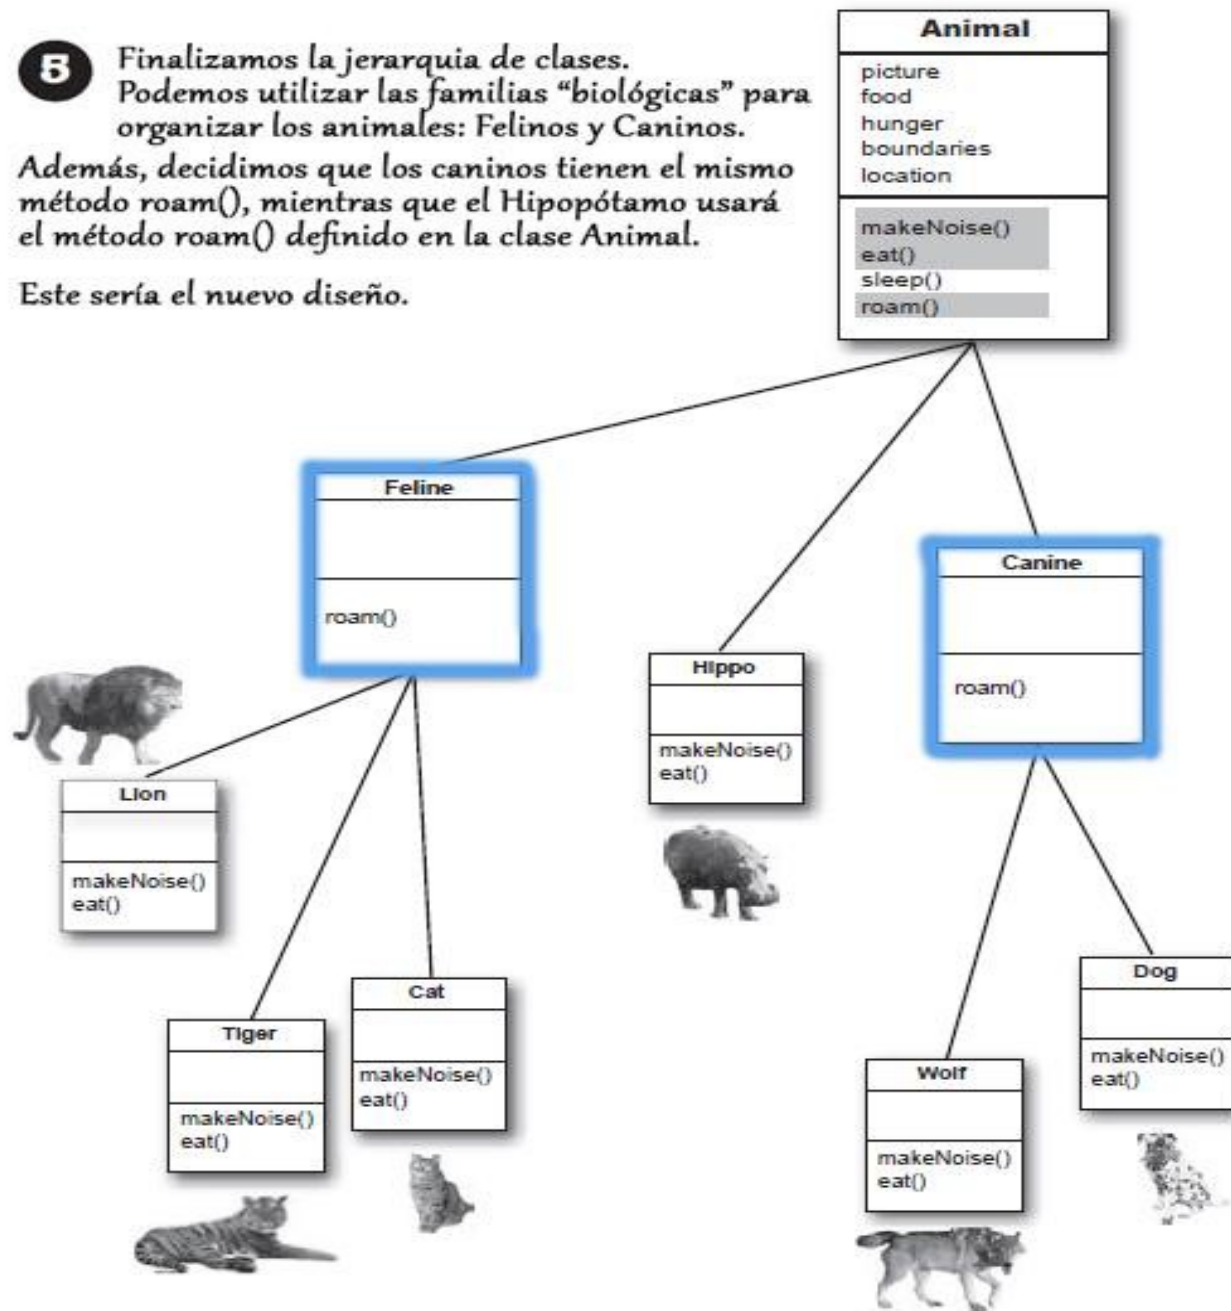 5
Finalizamos la jerarquia de clases.
Podemos utilizar las familias “biológicas” para
organizar los animales: Felinos y Caninos.
Además, decidimos que los caninos tienen el mismo
método roam(), mientras que el Hipopótamo usará
el método roam() definido en la clase Animal.
Este sería el nuevo diseño.
Animal
picture
food
hunger
boundaries
location
makeNoise()
eat()
sleep()
roam()
Feline
roam()
Canine
roam()
Hippo
makeNoise()
eat()
Lion
makeNoise()
eat()
Tiger
makeNoise()
eat()
Cat
makeNoise()
eat()
Wolf
makeNoise()
eat()
Dog
makeNoise()
eat()